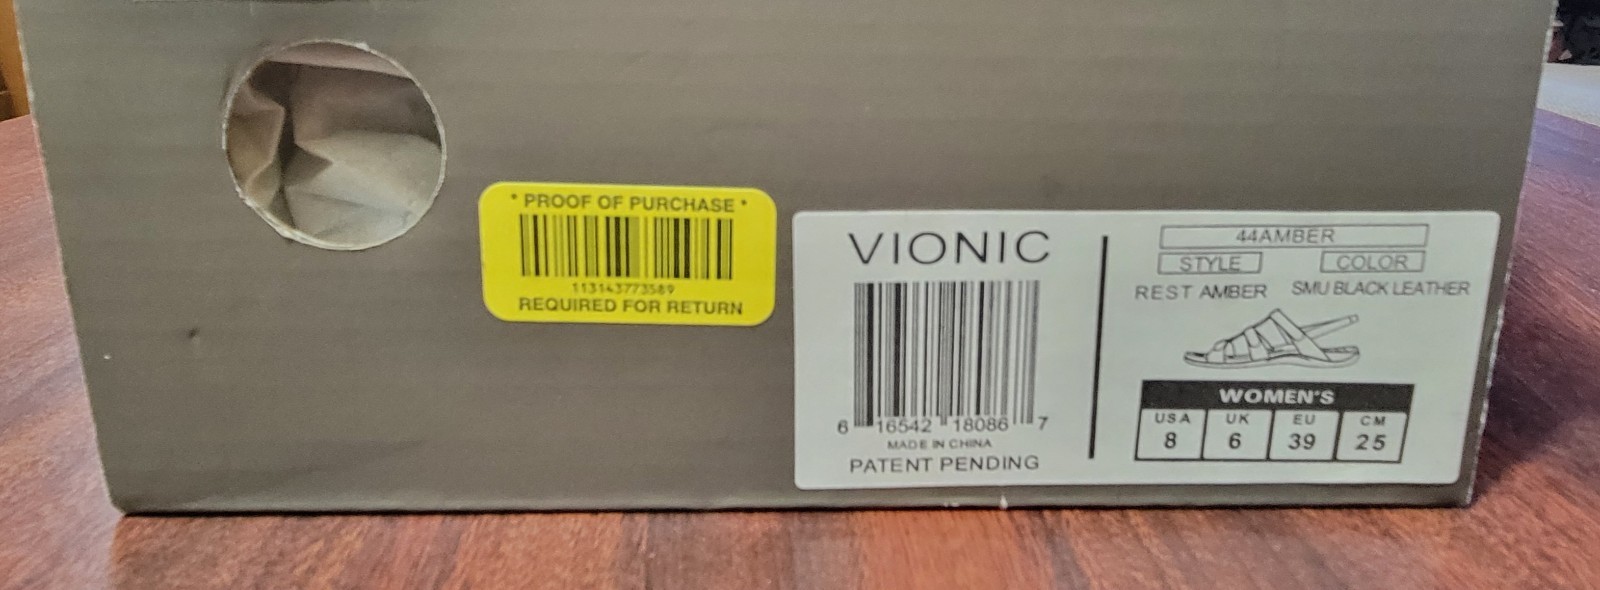 * PROOF OF PURCHASE *
113143773589
REQUIRED FOR RETURN
VIONIC
6 16542 18086 7
MADE IN CHINA
PATENT PENDING
44AMBER
STYLE COLOR
REST AMBER SMU BLACK LEATHER
WOMEN'S
USA UK EU CM
8 6 39 25